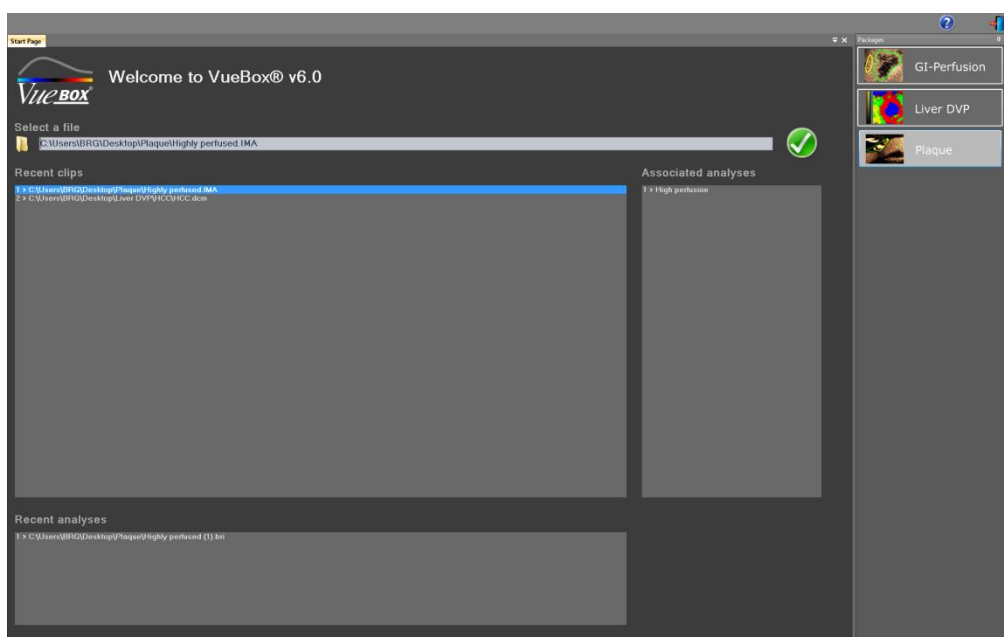 Start Page
Packages
VUEBOX®
Welcome to VueBox® v6.0
GI-Perfusion
Liver DVP
Plaque
Select a file
C:\Users\BRG\Desktop\Plaque\Highly perfused.IMA
Recent clips
Associated analyses
1 > C:\Users\BRG\Desktop\Plaque\Highly perfused.IMA
2 > C:\Users\BRG\Desktop\Liver DVP\HCC\HCC.dcm
1 > High perfusion
Recent analyses
1 > C:\Users\BRG\Desktop\Plaque\Highly perfused (1).bri